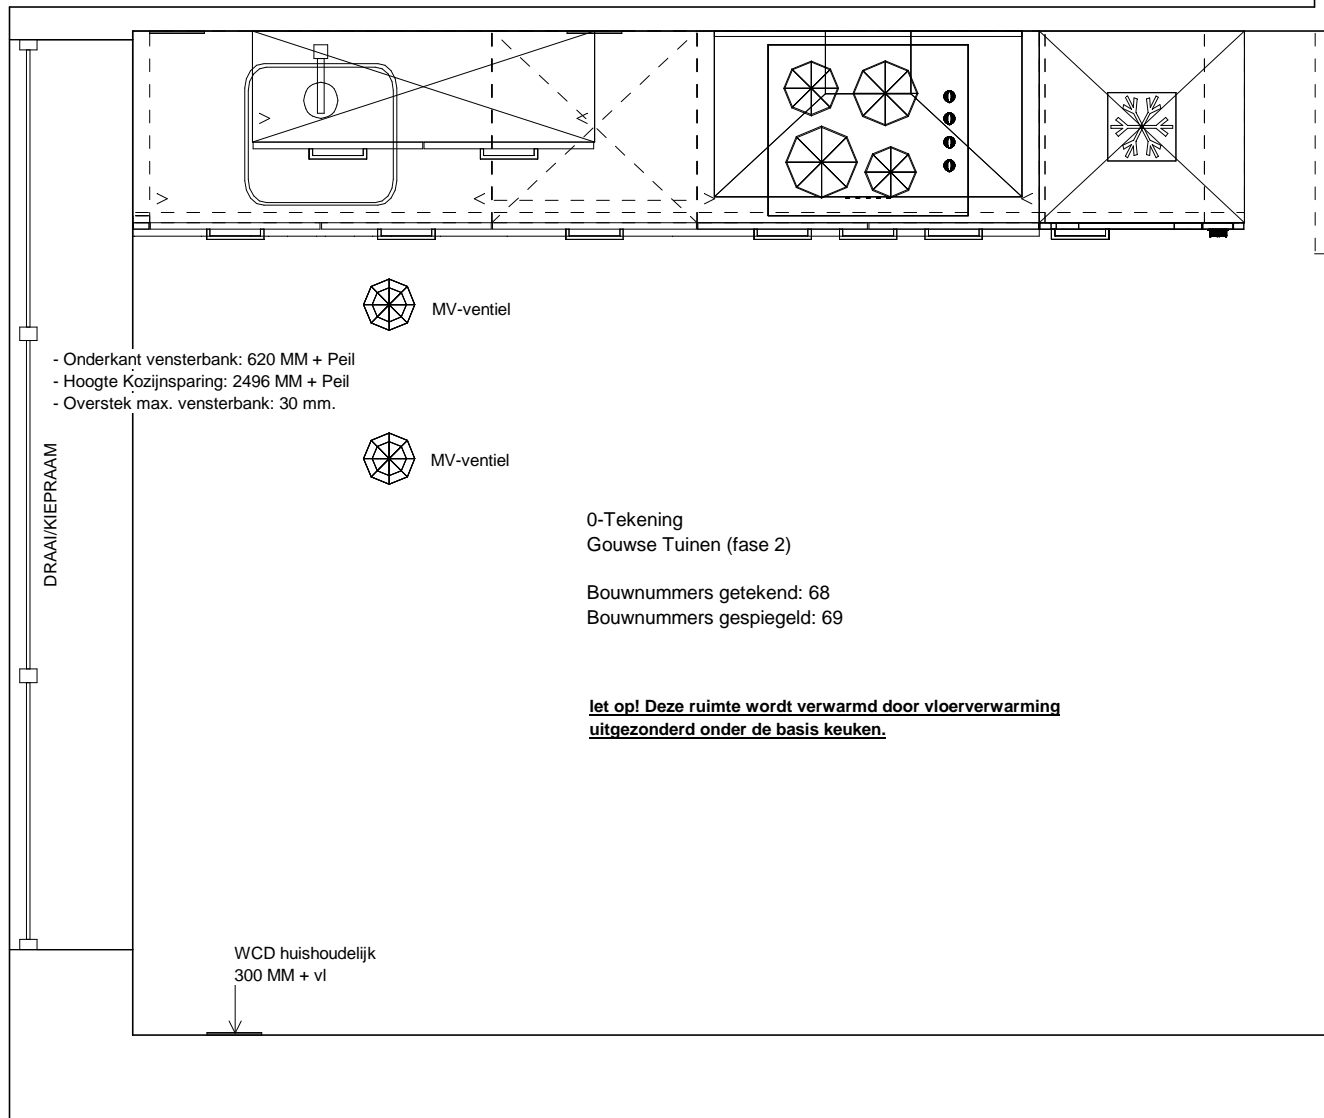 MV-ventiel
- Onderkant vensterbank: 620 MM + Peil
- Hoogte Kozijnsparing: 2496 MM + Peil
- Overstek max. vensterbank: 30 mm.
DRAAI/KIEPRAAM
MV-ventiel
0-Tekening
Gouwse Tuinen (fase 2)
Bouwnummers getekend: 68
Bouwnummers gespiegeld: 69
let op! Deze ruimte wordt verwarmd door vloerverwarming
uitgezonderd onder de basis keuken.
WCD huishoudelijk
300 MM + vl